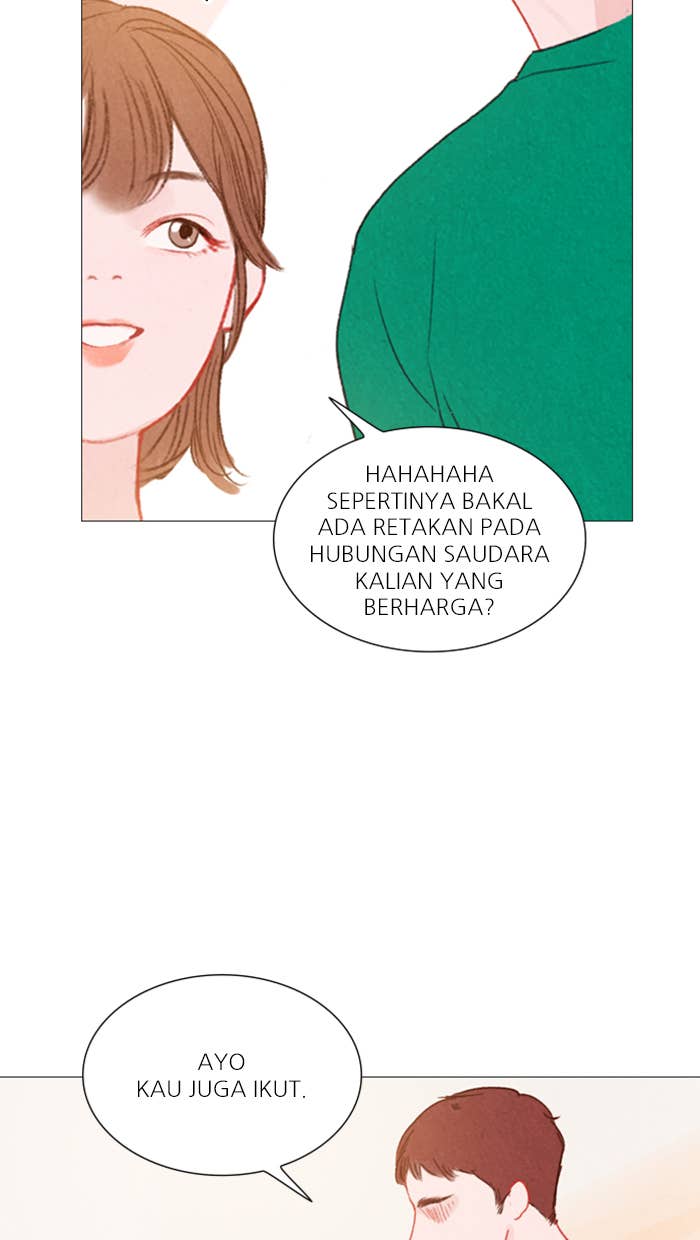 HAHAHAHA
SEPERTINYA BAKAL
ADA RETAKAN PADA
HUBUNGAN SAUDARA
KALIAN YANG
BERHARGA?
AYO
KAU JUGA IKUT.